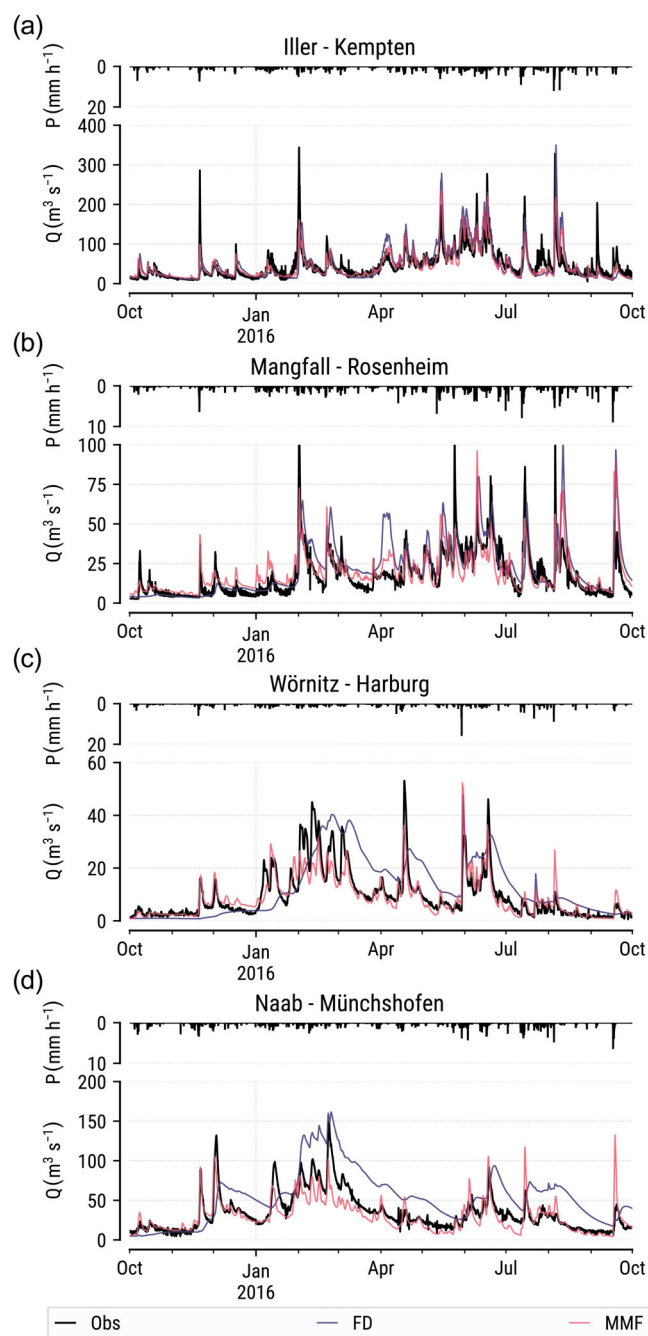 (a)
Iller - Kempten
P (mm h⁻¹)
0
20
Q (m³ s⁻¹)
400
300
200
100
0
Oct Jan Apr Jul Oct
2016
(b)
Mangfall - Rosenheim
P (mm h⁻¹)
0
10
Q (m³ s⁻¹)
100
75
50
25
0
Oct Jan Apr Jul Oct
2016
(c)
Wörnitz - Harburg
P (mm h⁻¹)
0
20
Q (m³ s⁻¹)
60
40
20
0
Oct Jan Apr Jul Oct
2016
(d)
Naab - Münchshofen
P (mm h⁻¹)
0
10
Q (m³ s⁻¹)
200
150
100
50
0
Oct Jan Apr Jul Oct
2016
Obs FD MMF